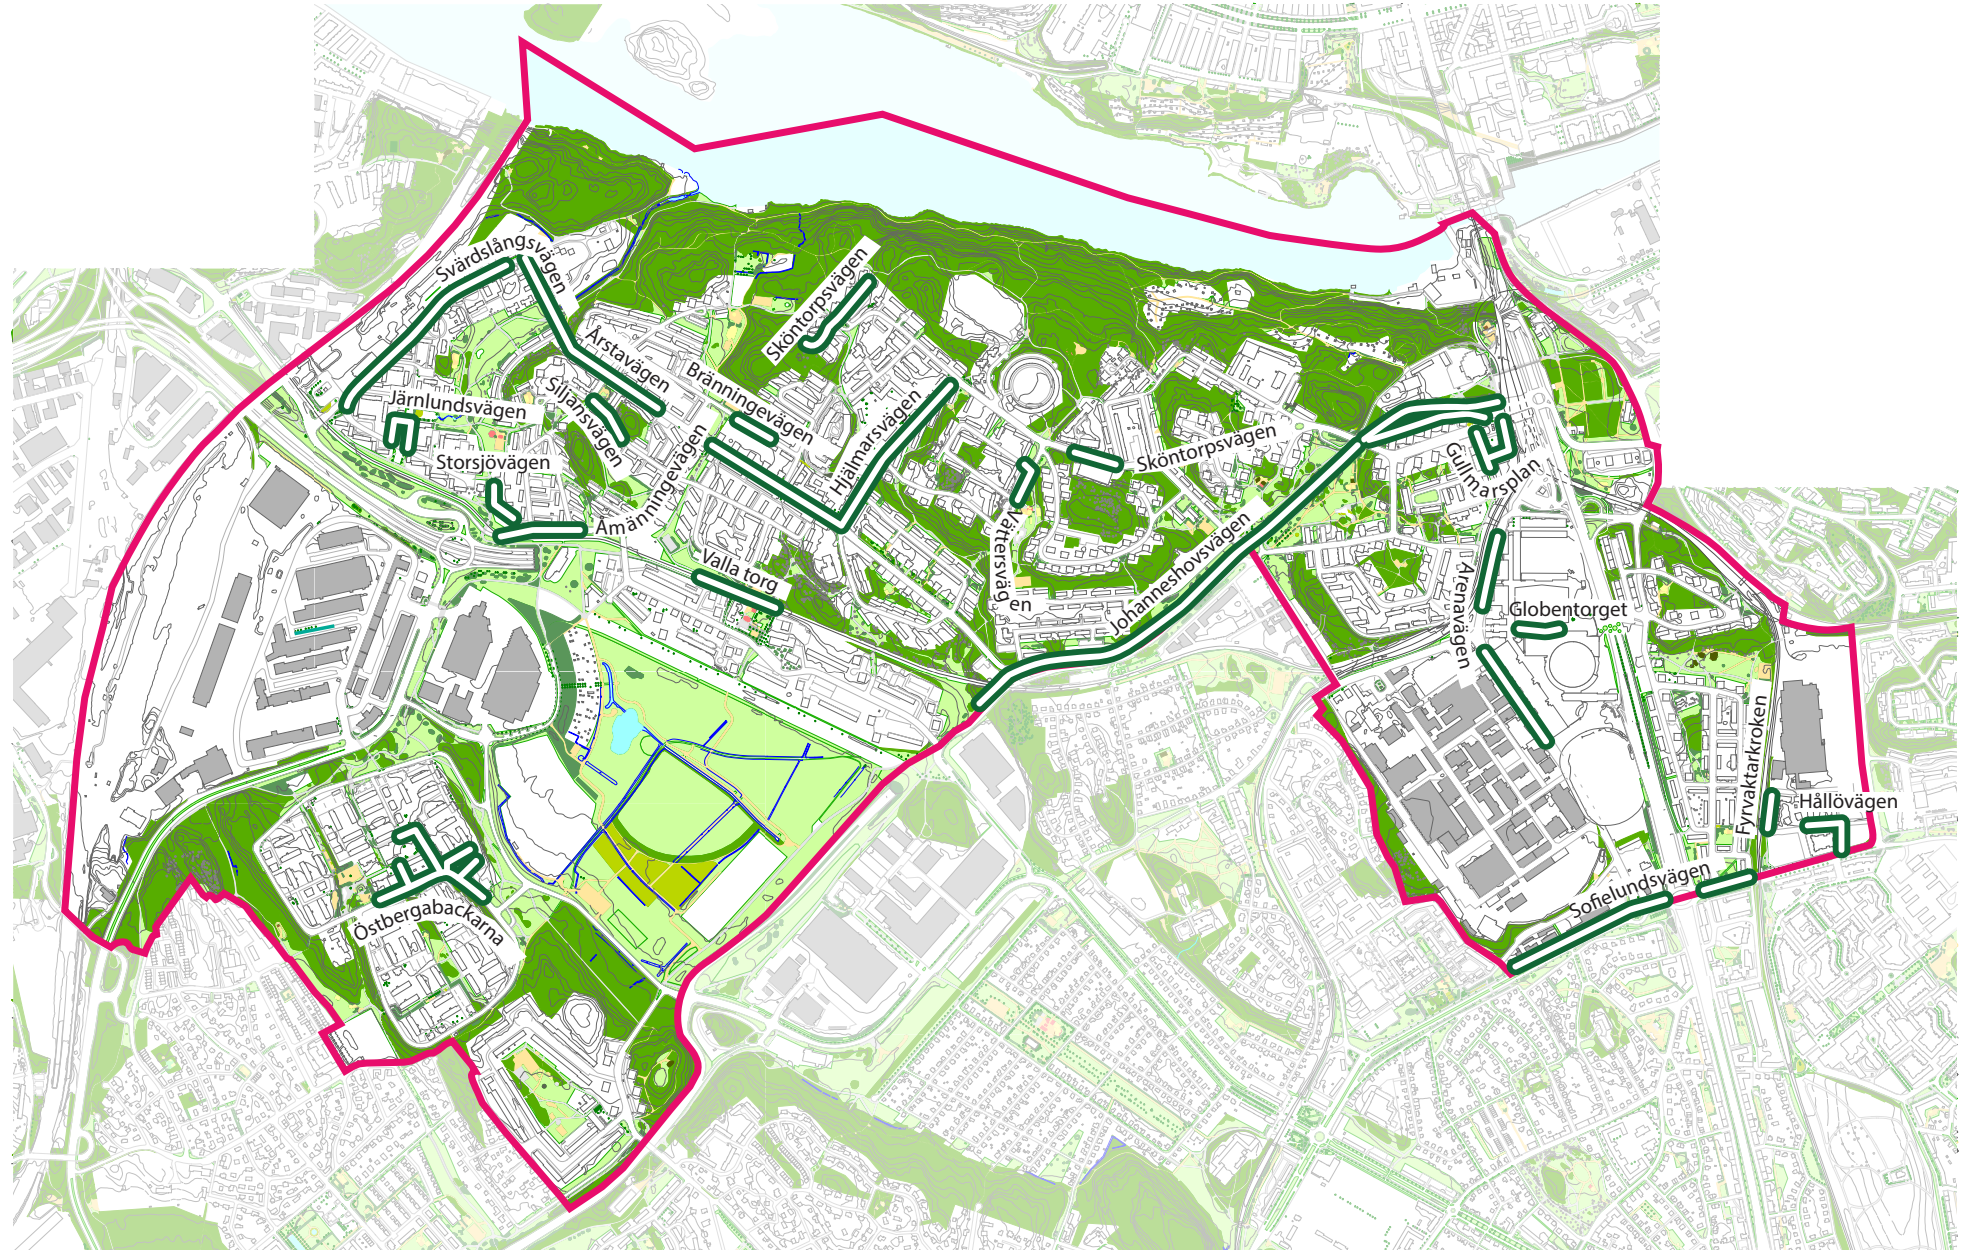 Svärdslångsvägen
Sköntorpsvägen
Årstavägen
Bränningevägen
Siljansvägen
Järnlundsvägen
Hjälmarsvägen
Storsjövägen
Åmänningevägen
Sköntorpsvägen
Gullmarsplan
Vättersvägen
Valla torg
Johanneshovsvägen
Arenavägen
Globentorget
Fyrvaktarkroken
Hållövägen
Sofielundsvägen
Östbergabackarna